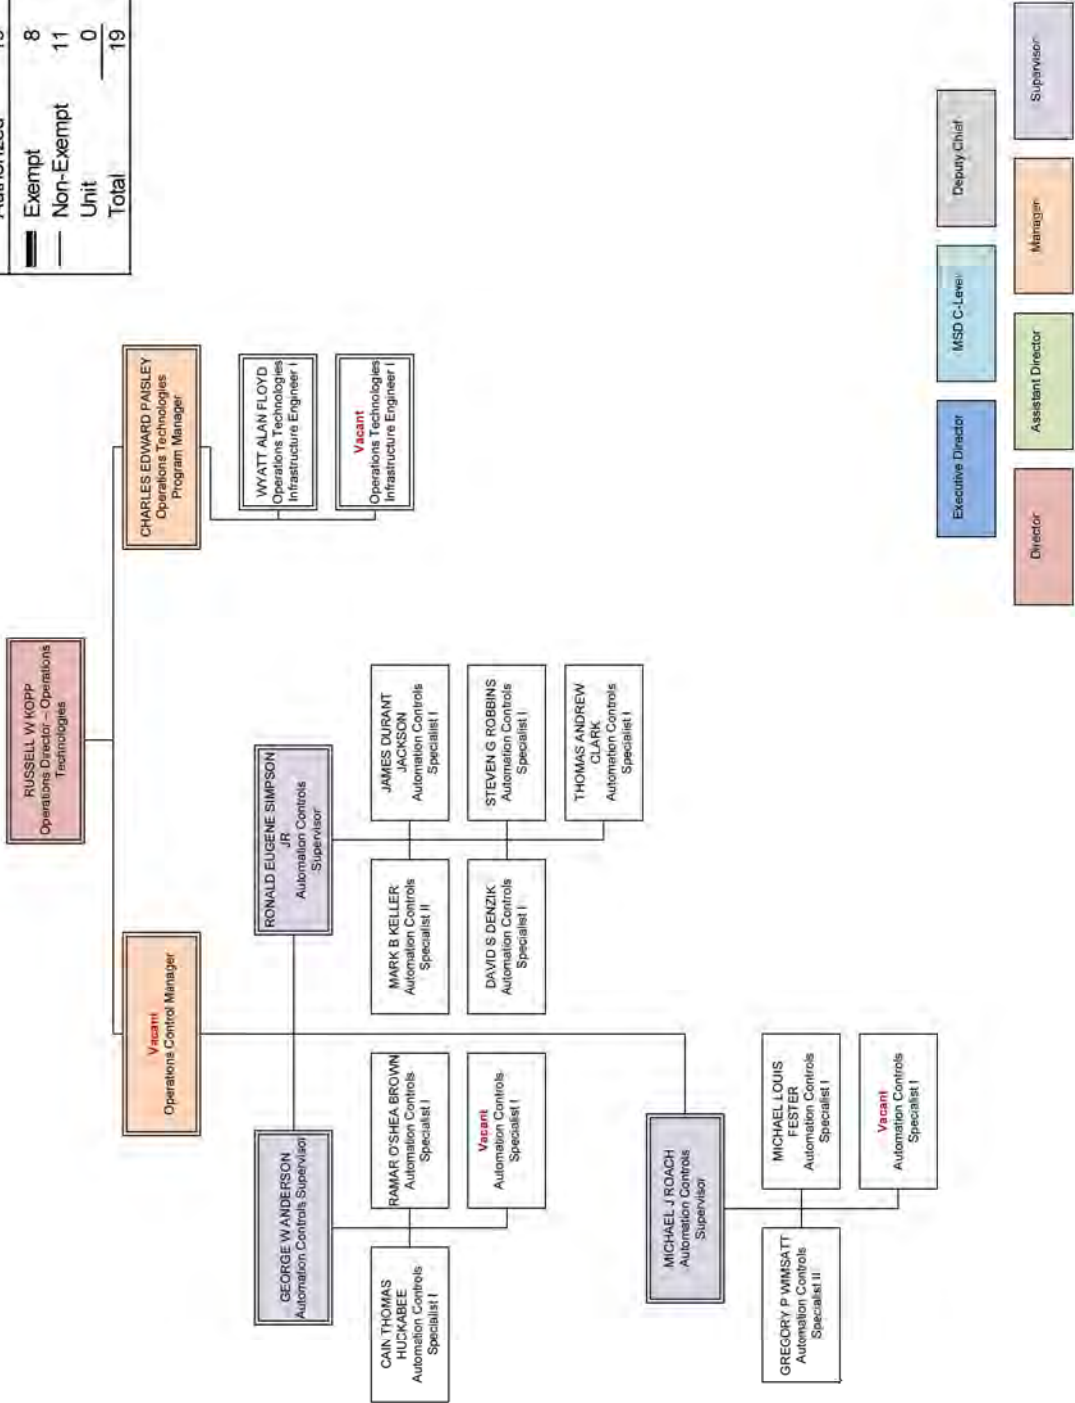 Exempt 8
Non-Exempt 11
Unit 0
Total 19
RUSSELL W KOPP
Operations Director – Operations
Technologies
Vacant
Operations Control Manager
CHARLES EDWARD PAISLEY
Operations Technologies
Program Manager
WYATT ALAN FLOYD
Operations Technologies
Infrastructure Engineer I
Vacant
Operations Technologies
Infrastructure Engineer I
GEORGE W ANDERSON
Automation Controls Supervisor
RONALD EUGENE SIMPSON
JR
Automation Controls
Supervisor
CAIN THOMAS
HUCKABEE
Automation Controls
Specialist I
RAMAR O'SHEA BROWN
Automation Controls
Specialist I
Vacant
Automation Controls
Specialist I
MARK B KELLER
Automation Controls
Specialist II
JAMES DURANT
JACKSON
Automation Controls
Specialist I
DAVID S DENZIK
Automation Controls
Specialist I
STEVEN G ROBBINS
Automation Controls
Specialist I
THOMAS ANDREW
CLARK
Automation Controls
Specialist I
MICHAEL J ROACH
Automation Controls
Supervisor
GREGORY P WIMSATT
Automation Controls
Specialist II
MICHAEL LOUIS
FESTER
Automation Controls
Specialist I
Vacant
Automation Controls
Specialist I
Executive Director
MSD C-Level
Deputy Chief
Director
Assistant Director
Manager
Supervisor